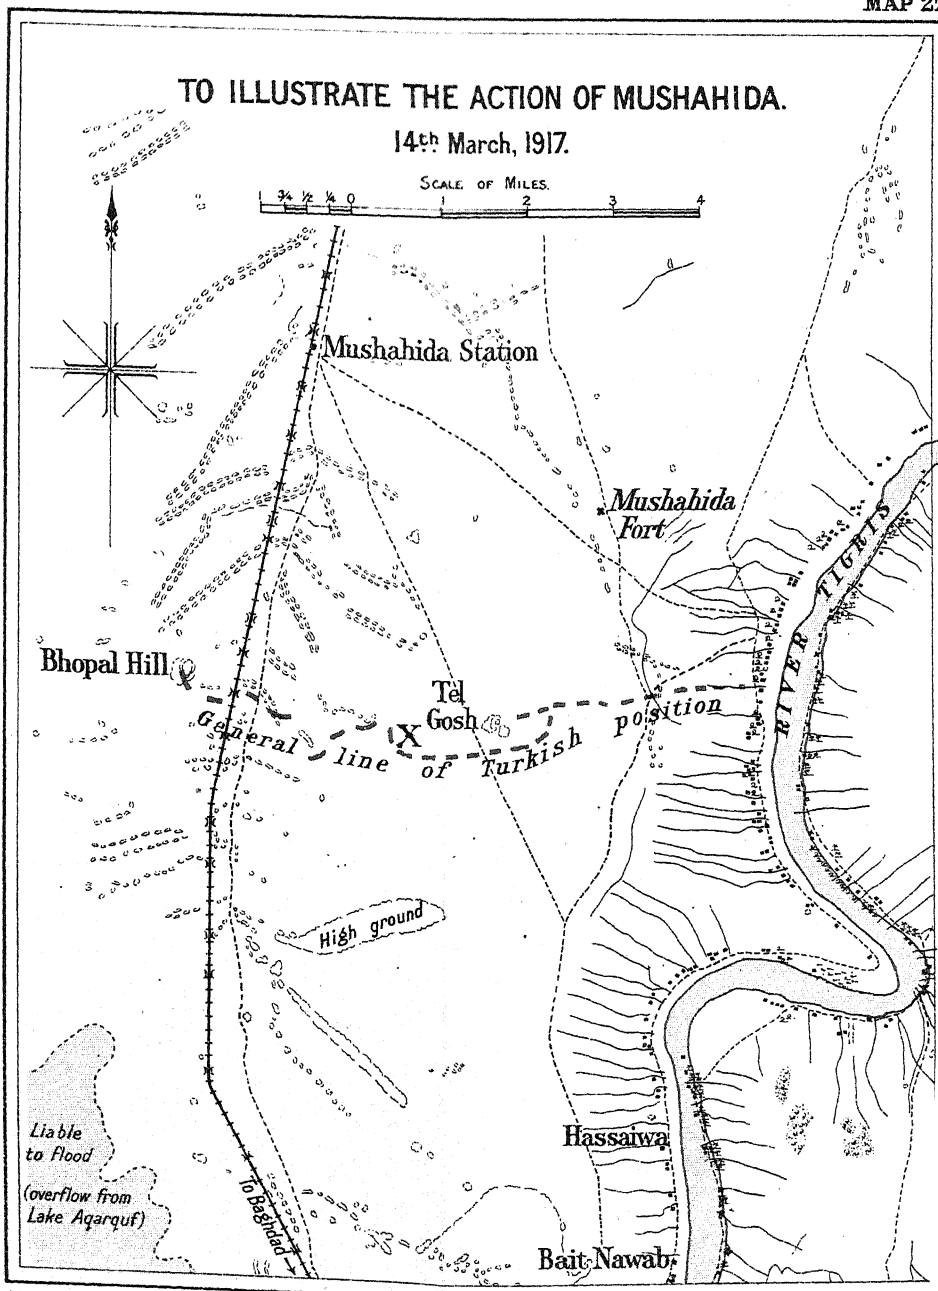 TO ILLUSTRATE THE ACTION OF MUSHAHIDA.
14th March, 1917.
SCALE OF MILES.
1 ¾ ½ ¼ 0 1 2 3 4
Mushahida Station
Mushahida
Fort
RIVER TIGRIS
Bhopal Hill
Tel
Gosh
X
General line of Turkish position
High ground
Liable
to flood
(overflow from
Lake Aqarquf)
To Baghdad
Hassaiwa
Bait Nawab